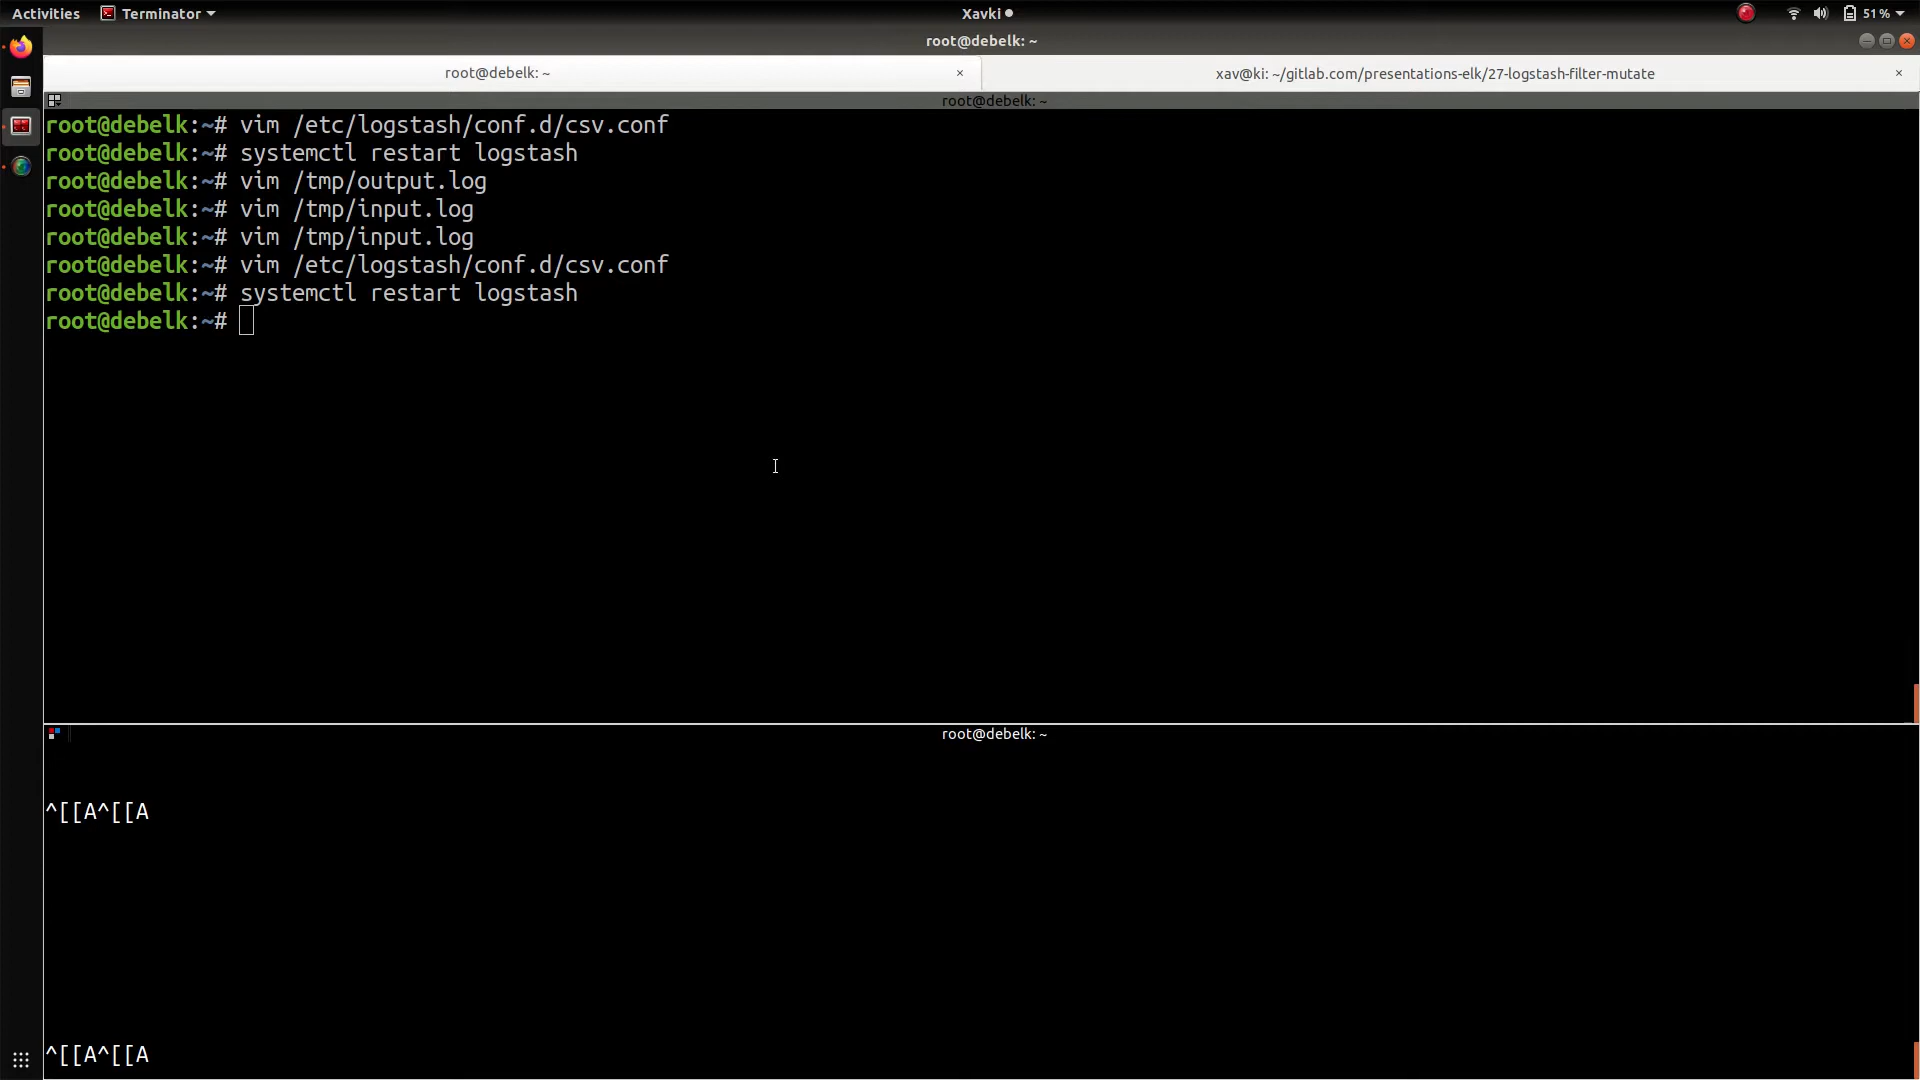 Activities Terminator Xavki 51%
root@debelk: ~
root@debelk: ~ × xav@ki: ~/gitlab.com/presentations-elk/27-logstash-filter-mutate ×
root@debelk: ~
root@debelk:~# vim /etc/logstash/conf.d/csv.conf
root@debelk:~# systemctl restart logstash
root@debelk:~# vim /tmp/output.log
root@debelk:~# vim /tmp/input.log
root@debelk:~# vim /tmp/input.log
root@debelk:~# vim /etc/logstash/conf.d/csv.conf
root@debelk:~# systemctl restart logstash
root@debelk:~#
root@debelk: ~
^[[A^[[A
^[[A^[[A